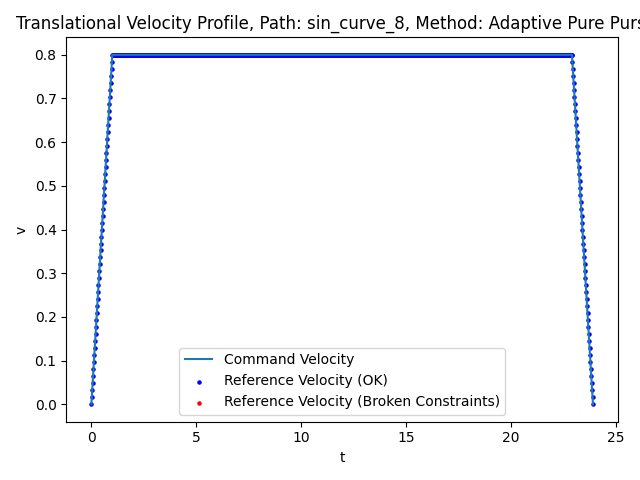 Translational Velocity Profile, Path: sin_curve_8, Method: Adaptive Pure
0.8
0.7
0.6
0.5
0.4
0.3
0.2
0.1
0.0
v
Command Velocity
Reference Velocity (OK)
Reference Velocity (Broken Constraints)
0 5 10 15 20 25
t